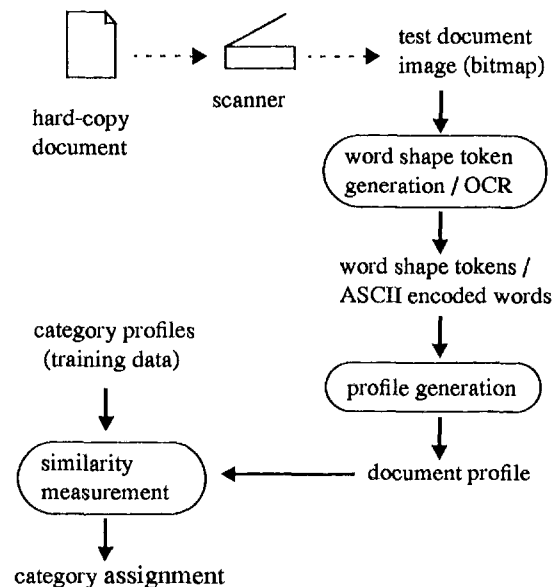 hard-copy
document
scanner
test document
image (bitmap)
word shape token
generation / OCR
word shape tokens /
ASCII encoded words
profile generation
document profile
category profiles
(training data)
similarity
measurement
category assignment